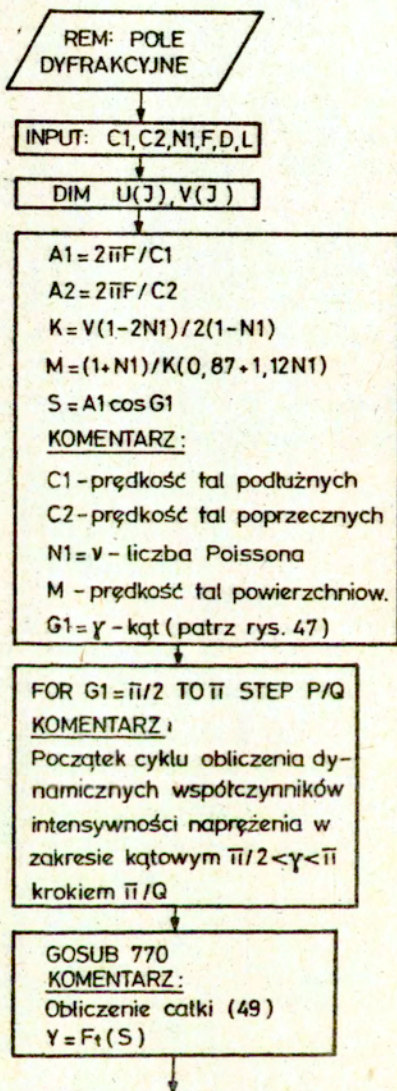 REM: POLE
DYFRAKCYJNE
INPUT: C1,C2,N1,F,D,L
DIM U(J),V(J)
A1=2πF/C1
A2=2πF/C2
K=V(1-2N1)/2(1-N1)
M=(1+N1)/K(0,87+1,12N1)
S=A1·cosG1
KOMENTARZ:
C1-prędkość fal podłużnych
C2-prędkość fal poprzecznych
N1=ν-liczba Poissona
M - prędkość fal powierzchniow.
G1=γ-kąt (patrz rys. 47)
FOR G1=π/2 TO π STEP P/Q
KOMENTARZ:
Początek cyklu obliczenia dy-
namicznych współczynników
intensywności naprężenia w
zakresie kątowym π/2<γ<π
krokiem π/Q
GOSUB 770
KOMENTARZ:
Obliczenie całki (49)
Y=F₁(S)